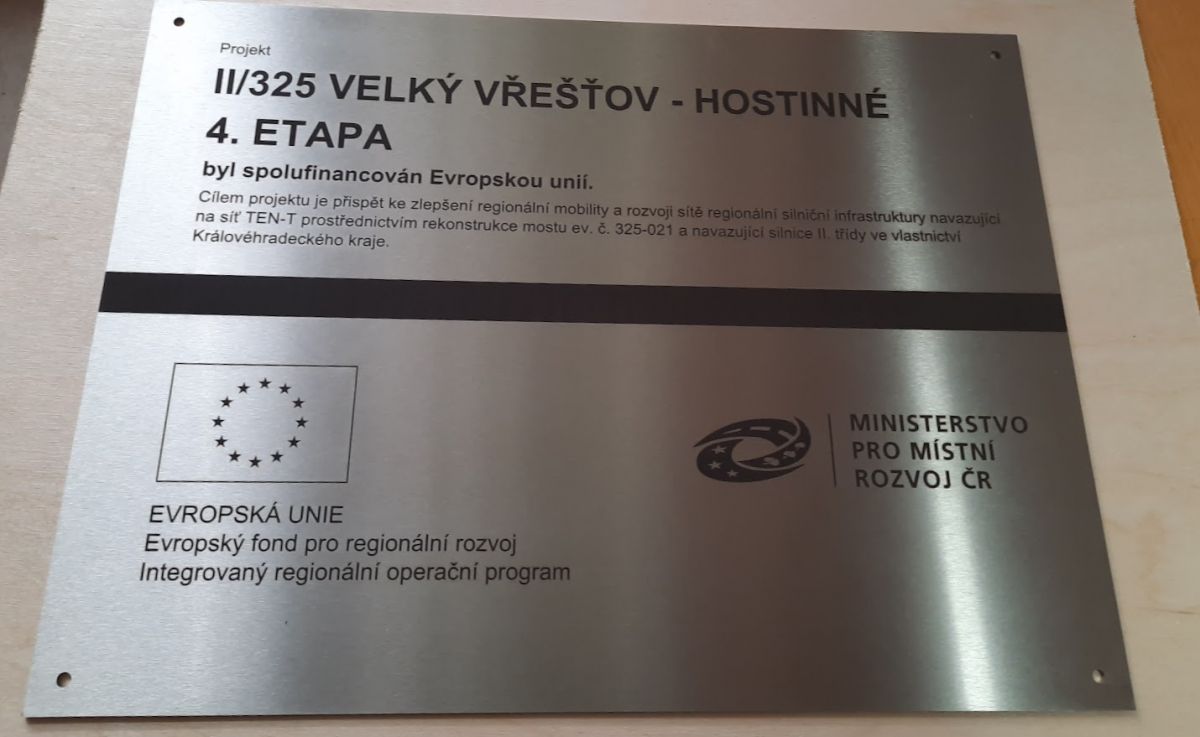 Projekt
II/325 VELKÝ VŘEŠŤOV - HOSTINNÉ
4. ETAPA
byl spolufinancován Evropskou unií.
Cílem projektu je přispět ke zlepšení regionální mobility a rozvoji sítě regionální silniční infrastruktury navazující
na síť TEN-T prostřednictvím rekonstrukce mostu ev. č. 325-021 a navazující silnice II. třídy ve vlastnictví
Královéhradeckého kraje.
EVROPSKÁ UNIE
Evropský fond pro regionální rozvoj
Integrovaný regionální operační program
MINISTERSTVO
PRO MÍSTNÍ
ROZVOJ ČR